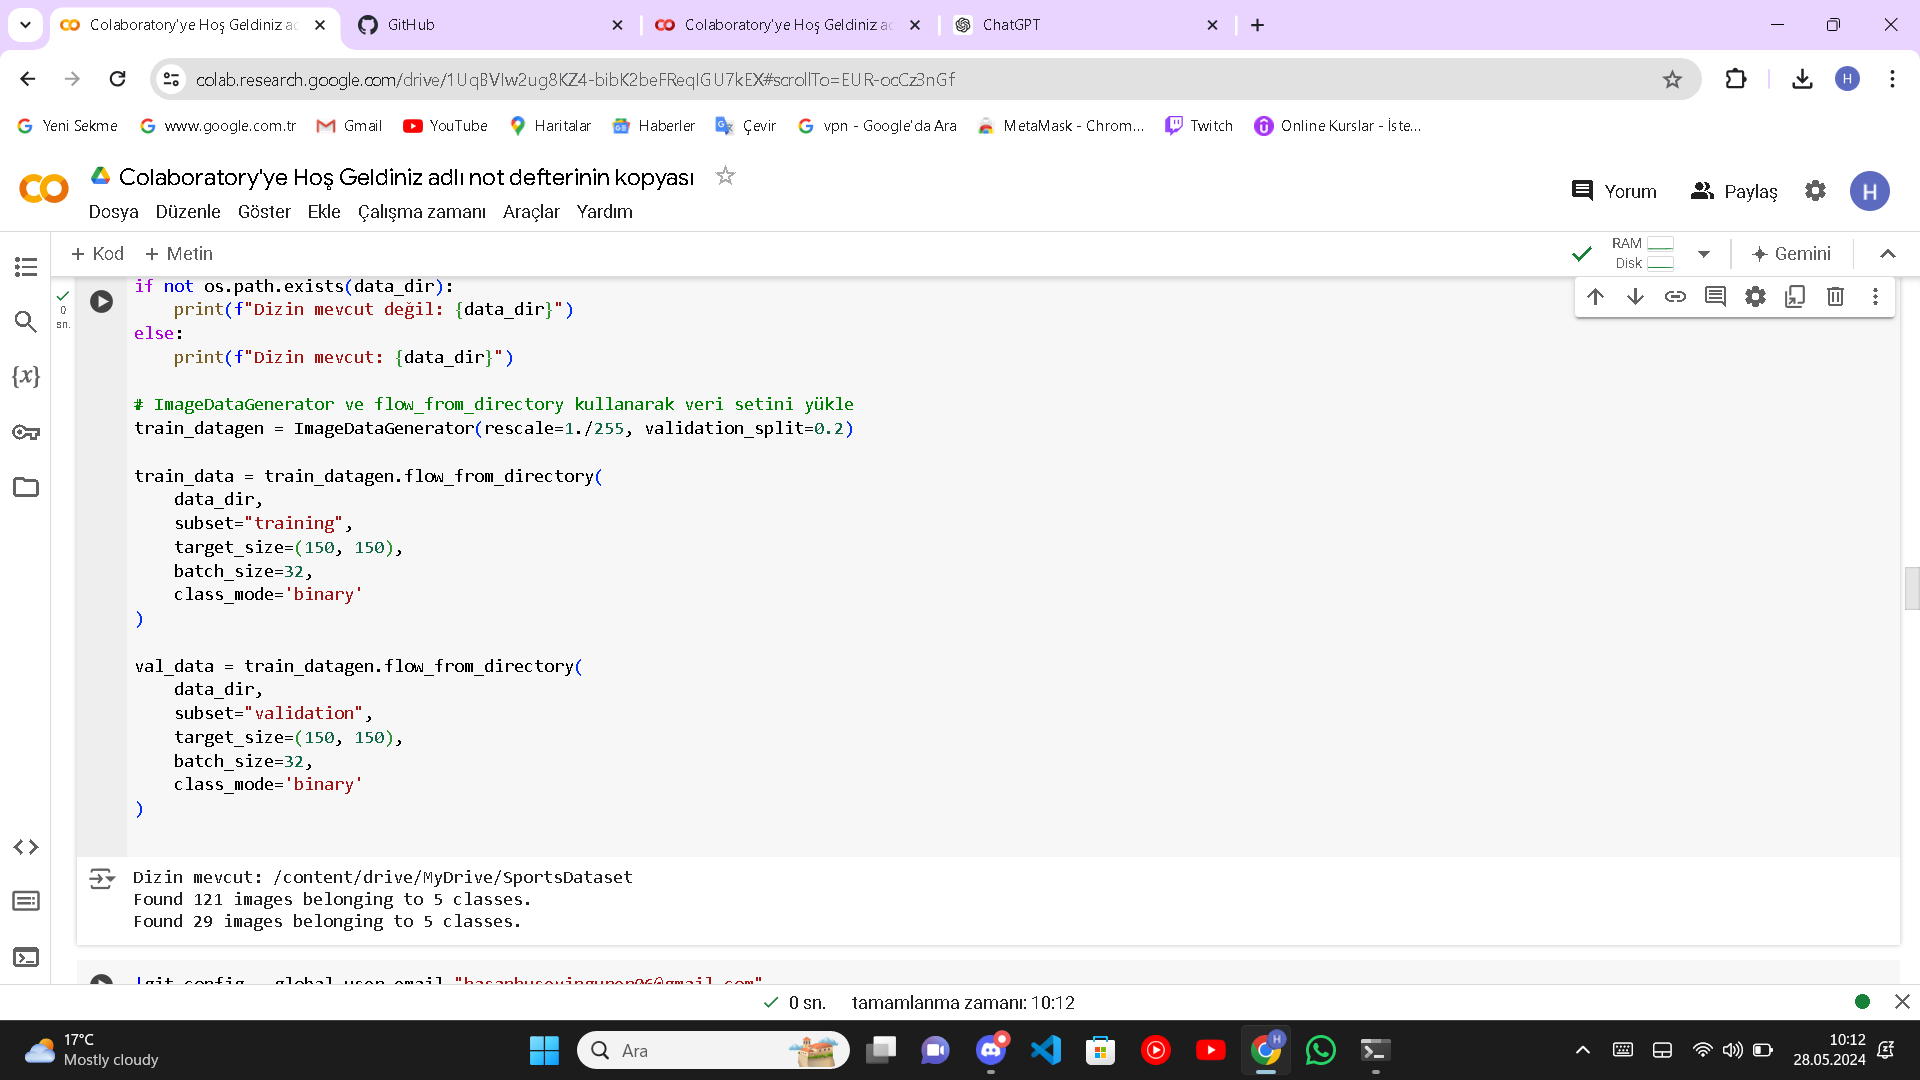 Colaboratory'ye Hoş Geldiniz ad
GitHub
Colaboratory'ye Hoş Geldiniz ad
ChatGPT
colab.research.google.com/drive/1UqBVIw2ug8KZ4-bibK2beFReqIGU7kEX#scrollTo=EUR-ocCz3nGf
H
Yeni Sekme
www.google.com.tr
Gmail
YouTube
Haritalar
Haberler
Çevir
vpn - Google'da Ara
MetaMask - Chrom...
Twitch
Online Kurslar - İste...
Colaboratory'ye Hoş Geldiniz adlı not defterinin kopyası
Yorum
Paylaş
H
Dosya Düzenle Göster Ekle Çalışma zamanı Araçlar Yardım
+ Kod + Metin
RAM
Disk
Gemini
0
sn.
if not os.path.exists(data_dir):
    print(f"Dizin mevcut değil: {data_dir}")
else:
    print(f"Dizin mevcut: {data_dir}")
# ImageDataGenerator ve flow_from_directory kullanarak veri setini yükle
train_datagen = ImageDataGenerator(rescale=1./255, validation_split=0.2)
train_data = train_datagen.flow_from_directory(
    data_dir,
    subset="training",
    target_size=(150, 150),
    batch_size=32,
    class_mode='binary'
)
val_data = train_datagen.flow_from_directory(
    data_dir,
    subset="validation",
    target_size=(150, 150),
    batch_size=32,
    class_mode='binary'
)
{x}
Dizin mevcut: /content/drive/MyDrive/SportsDataset
Found 121 images belonging to 5 classes.
Found 29 images belonging to 5 classes.
0 sn. tamamlanma zamanı: 10:12
17°C
Mostly cloudy
Ara
H
10:12
28.05.2024